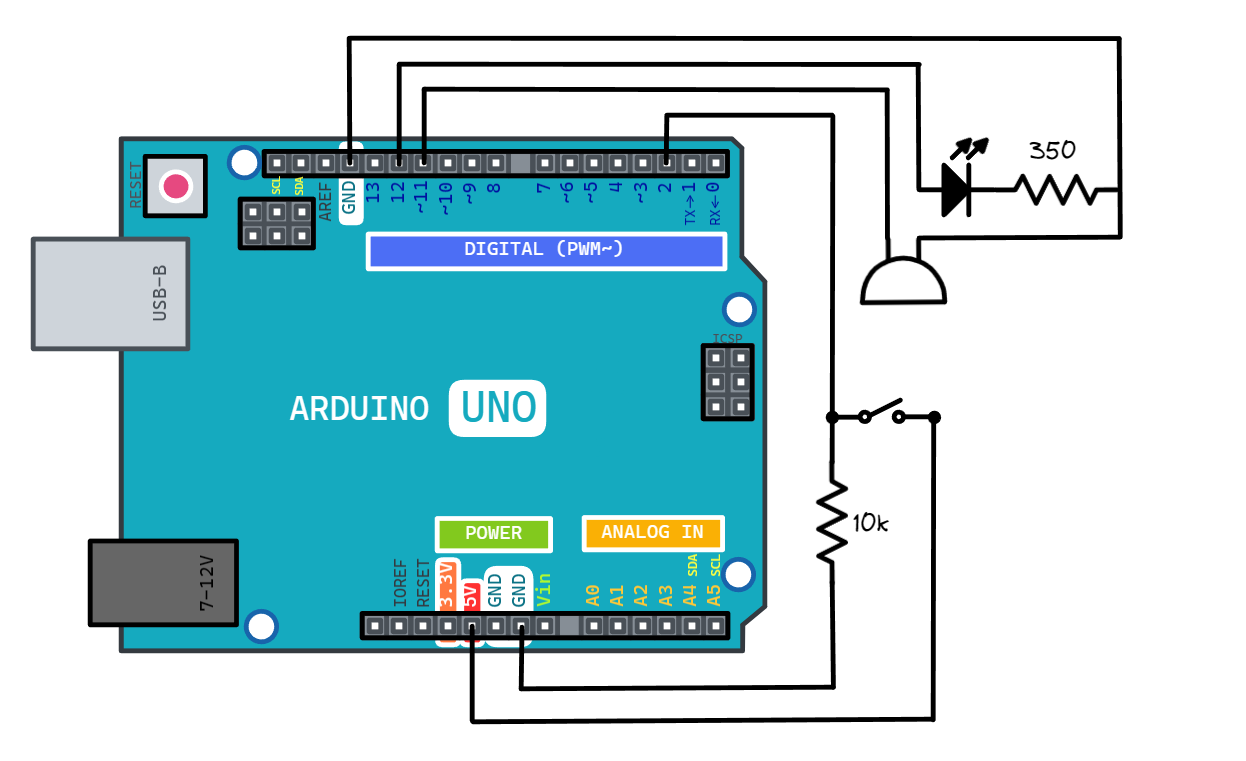 350
RESET
SCL
SDA
AREF
GND
13
12
~11
~10
~9
8
7
~6
~5
4
~3
2
TX→1
RX←0
DIGITAL (PWM~)
USB-B
ICSP
ARDUINO UNO
10k
POWER
ANALOG IN
7-12V
IOREF
RESET
3.3V
5V
GND
GND
Vin
A0
A1
A2
A3
A4
SDA
A5
SCL